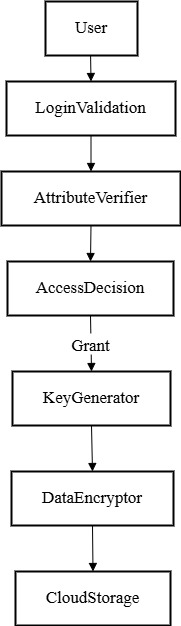 User
LoginValidation
AttributeVerifier
AccessDecision
Grant
KeyGenerator
DataEncryptor
CloudStorage